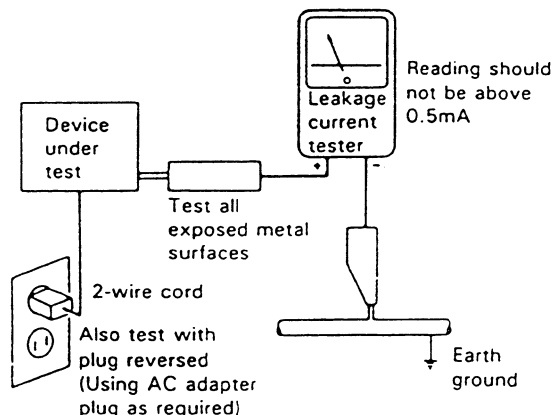 Device
under
test
Leakage
current
tester
+ -
Reading should
not be above
0.5mA
Test all
exposed metal
surfaces
2-wire cord
Also test with
plug reversed
(Using AC adapter
plug as required)
Earth
ground